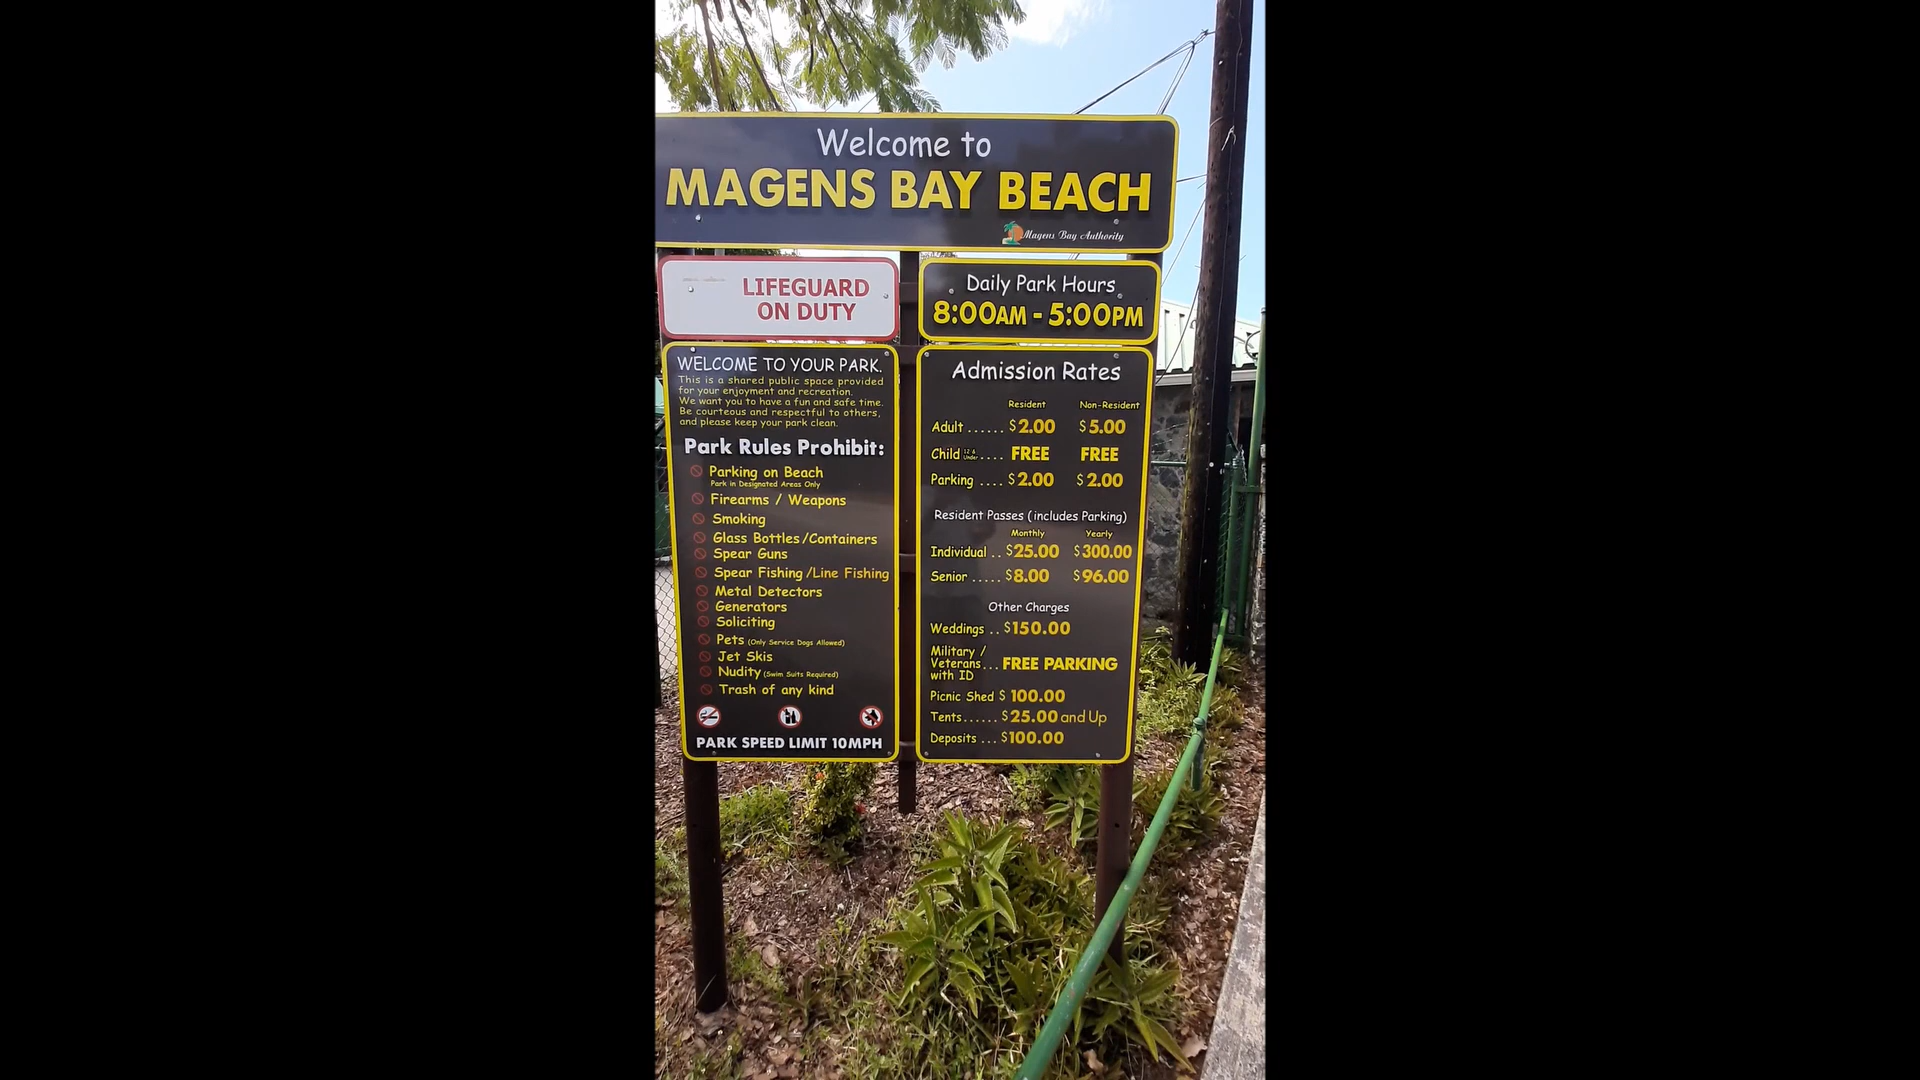 Welcome to
MAGENS BAY BEACH
Magens Bay Authority
LIFEGUARD
ON DUTY
Daily Park Hours
8:00AM - 5:00PM
WELCOME TO YOUR PARK.
This is a shared public space provided
for your enjoyment and recreation.
We want you to have a fun and safe time.
Be courteous and respectful to others,
and please keep your park clean.
Park Rules Prohibit:
Parking on Beach
Park in Designated Areas Only
Firearms / Weapons
Smoking
Glass Bottles/Containers
Spear Guns
Spear Fishing/Line Fishing
Metal Detectors
Generators
Soliciting
Pets (Only Service Dogs Allowed)
Jet Skis
Nudity (Swim Suits Required)
Trash of any kind
PARK SPEED LIMIT 10MPH
Admission Rates
Resident Non-Resident
Adult ...... $2.00 $5.00
Child 12 & Under .... FREE FREE
Parking .... $2.00 $2.00
Resident Passes (includes Parking)
Monthly Yearly
Individual .. $25.00 $300.00
Senior ..... $8.00 $96.00
Other Charges
Weddings .. $150.00
Military /
Veterans... FREE PARKING
with ID
Picnic Shed $100.00
Tents...... $25.00 and Up
Deposits ... $100.00